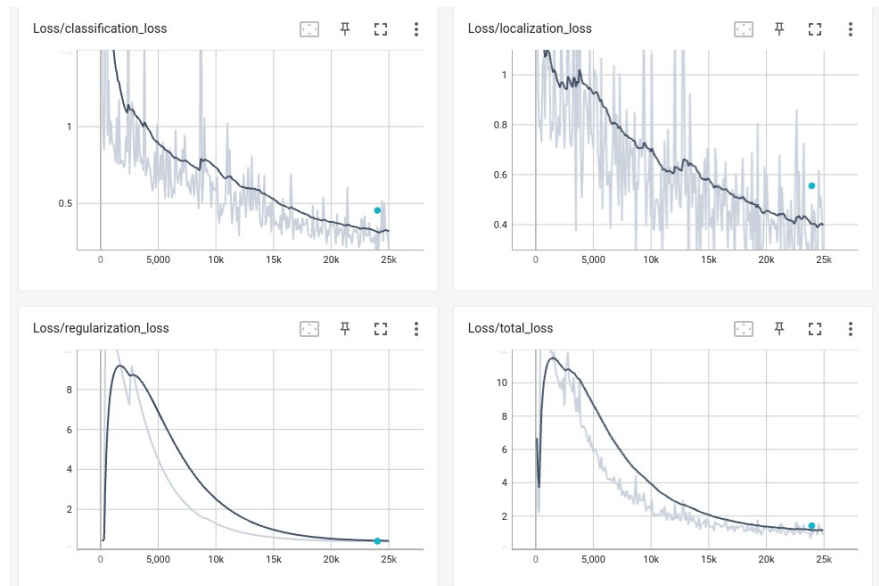 Loss/classification_loss
1
0.5
0 5,000 10k 15k 20k 25k
Loss/localization_loss
1
0.8
0.6
0.4
0 5,000 10k 15k 20k 25k
Loss/regularization_loss
8
6
4
2
0 5,000 10k 15k 20k 25k
Loss/total_loss
10
8
6
4
2
0 5,000 10k 15k 20k 25k